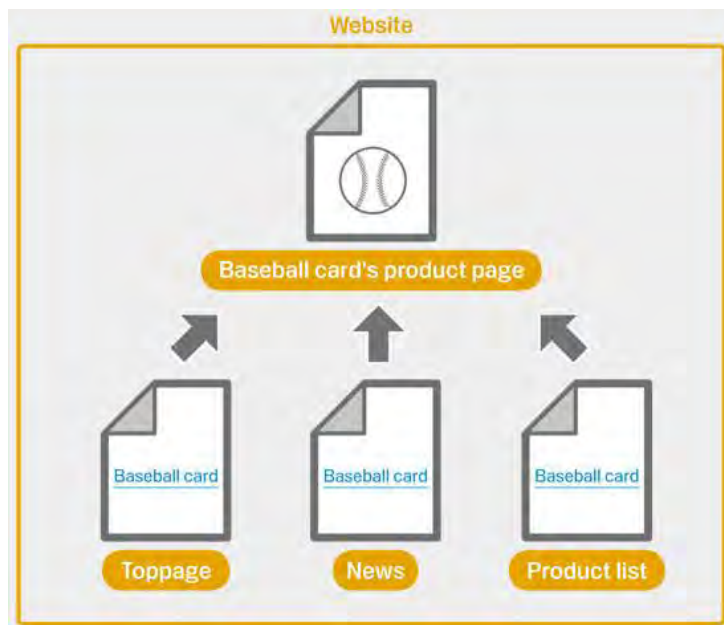 Website
Baseball card's product page
Baseball card
Baseball card
Baseball card
Toppage
News
Product list